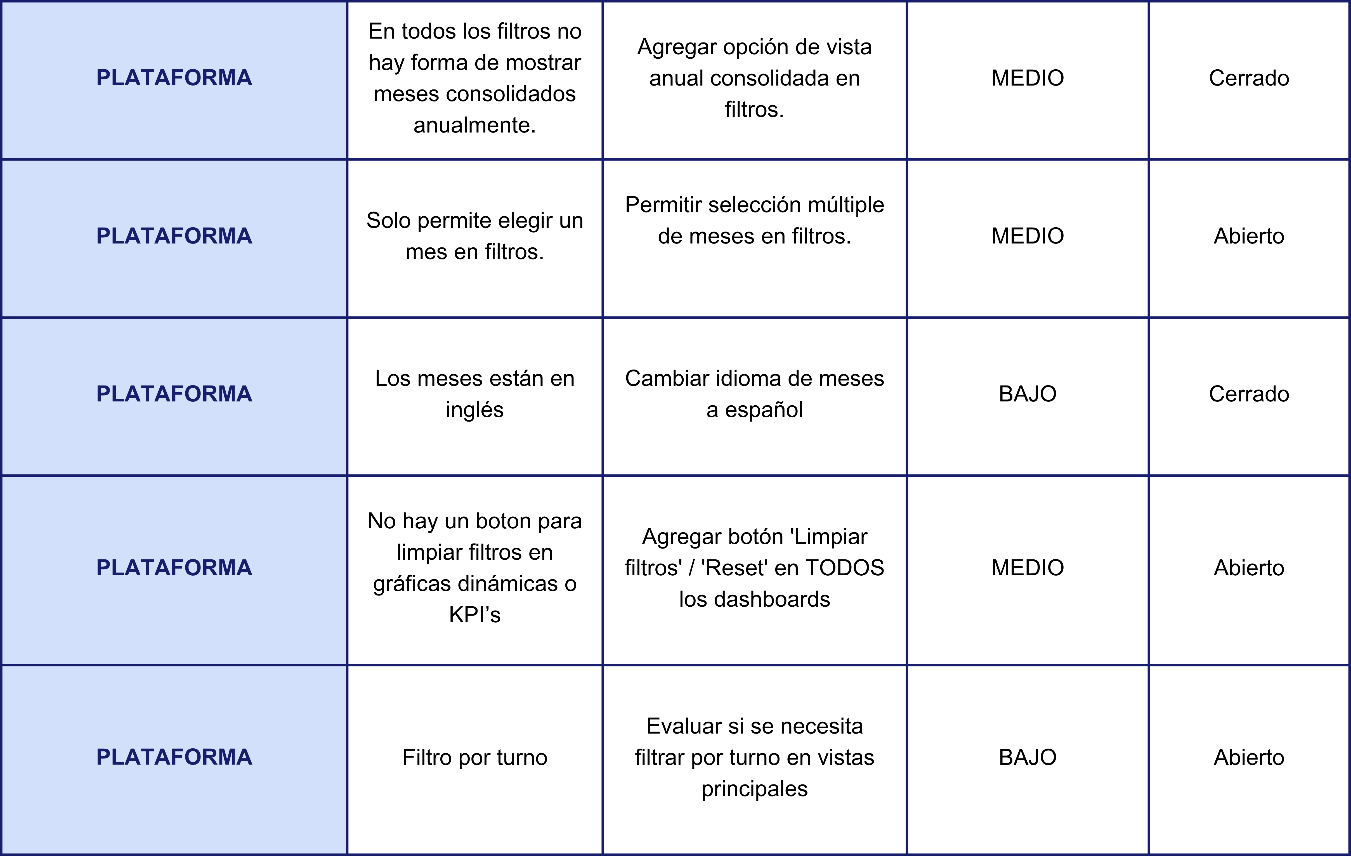 PLATAFORMA
En todos los filtros no
hay forma de mostrar
meses consolidados
anualmente.
Agregar opción de vista
anual consolidada en
filtros.
MEDIO
Cerrado
PLATAFORMA
Solo permite elegir un
mes en filtros.
Permitir selección múltiple
de meses en filtros.
MEDIO
Abierto
PLATAFORMA
Los meses están en
inglés
Cambiar idioma de meses
a español
BAJO
Cerrado
PLATAFORMA
No hay un boton para
limpiar filtros en
gráficas dinámicas o
KPI’s
Agregar botón 'Limpiar
filtros' / 'Reset' en TODOS
los dashboards
MEDIO
Abierto
PLATAFORMA
Filtro por turno
Evaluar si se necesita
filtrar por turno en vistas
principales
BAJO
Abierto